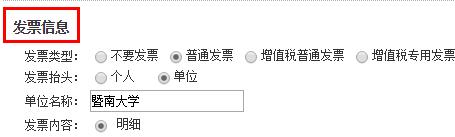 发票信息
发票类型： 不要发票 普通发票 增值税普通发票 增值税专用发票
发票抬头： 个人 单位
单位名称： 暨南大学
发票内容： 明细